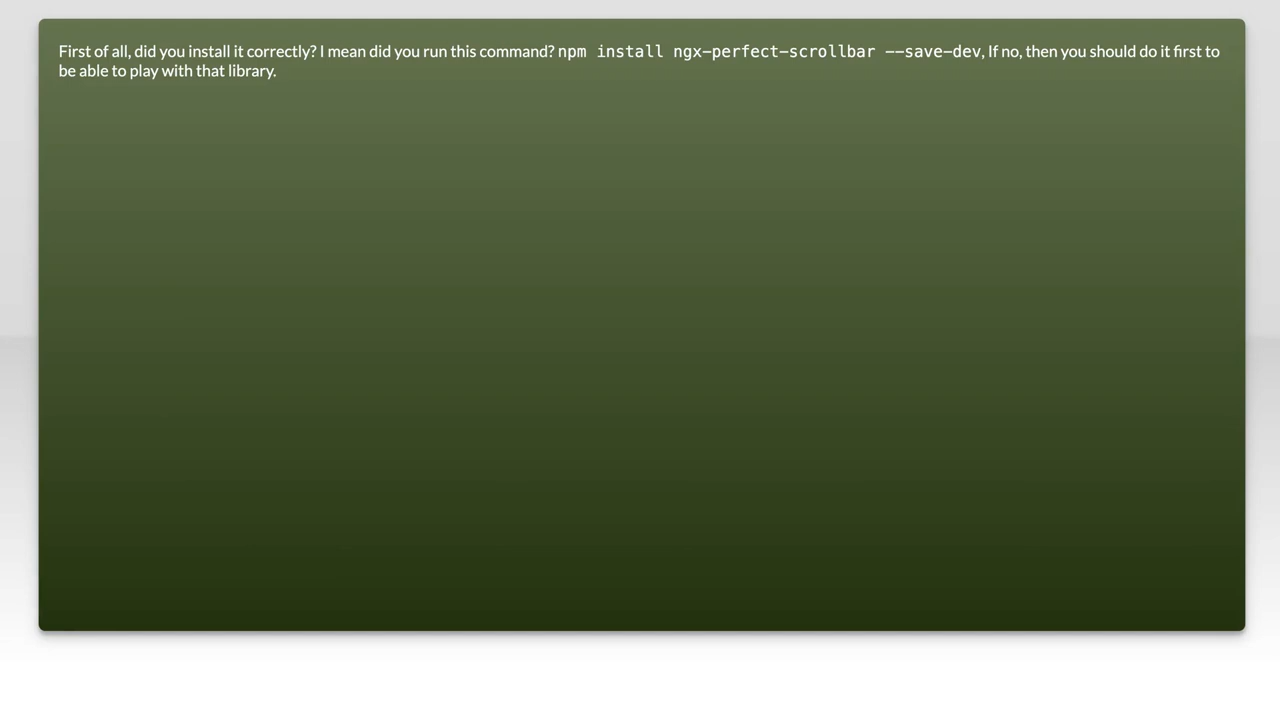 First of all, did you install it correctly? I mean did you run this command? npm install ngx-perfect-scrollbar --save-dev, If no, then you should do it first to
be able to play with that library.